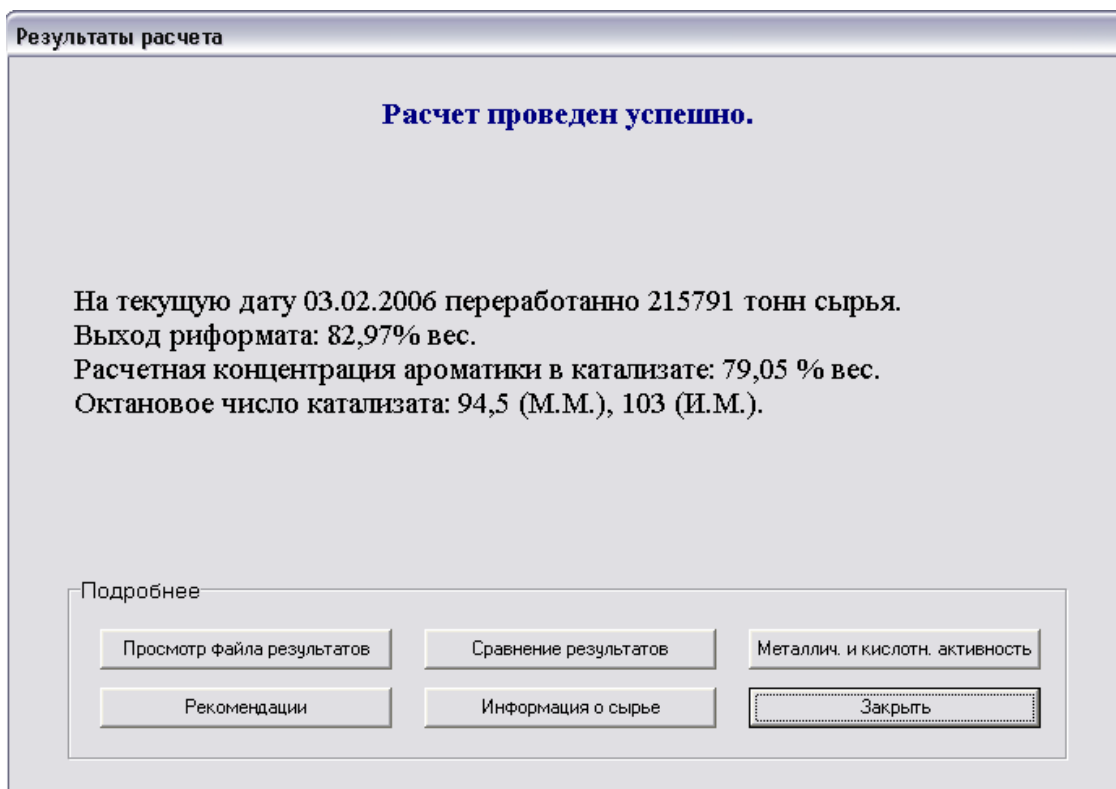 Результаты расчета
Расчет проведен успешно.
На текущую дату 03.02.2006 переработанно 215791 тонн сырья.
Выход риформата: 82,97% вес.
Расчетная концентрация ароматики в катализате: 79,05 % вес.
Октановое число катализата: 94,5 (М.М.), 103 (И.М.).
Подробнее
Просмотр файла результатов
Сравнение результатов
Металлич. и кислотн. активность
Рекомендации
Информация о сырье
Закрыть